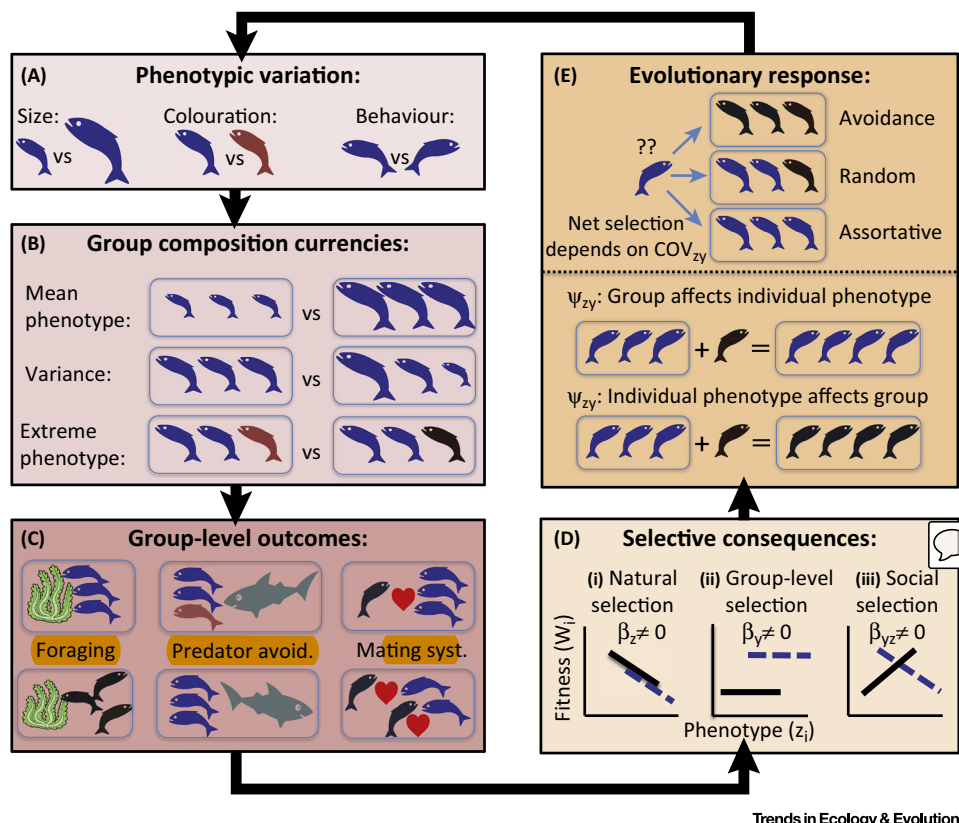 (A) Phenotypic variation:
Size: Colouration: Behaviour:
vs vs vs
(B) Group composition currencies:
Mean
phenotype:
vs
Variance:
vs
Extreme
phenotype:
vs
(C) Group-level outcomes:
Foraging Predator avoid. Mating syst.
(D) Selective consequences:
(i) Natural
selection
βz≠ 0
(ii) Group-level
selection
βy≠ 0
(iii) Social
selection
βyz≠ 0
Fitness (Wi)
Phenotype (zi)
(E) Evolutionary response:
??
Avoidance
Random
Assortative
Net selection
depends on COVzy
ψzy: Group affects individual phenotype
+ =
ψzy: Individual phenotype affects group
+ =
Trends in Ecology & Evolution